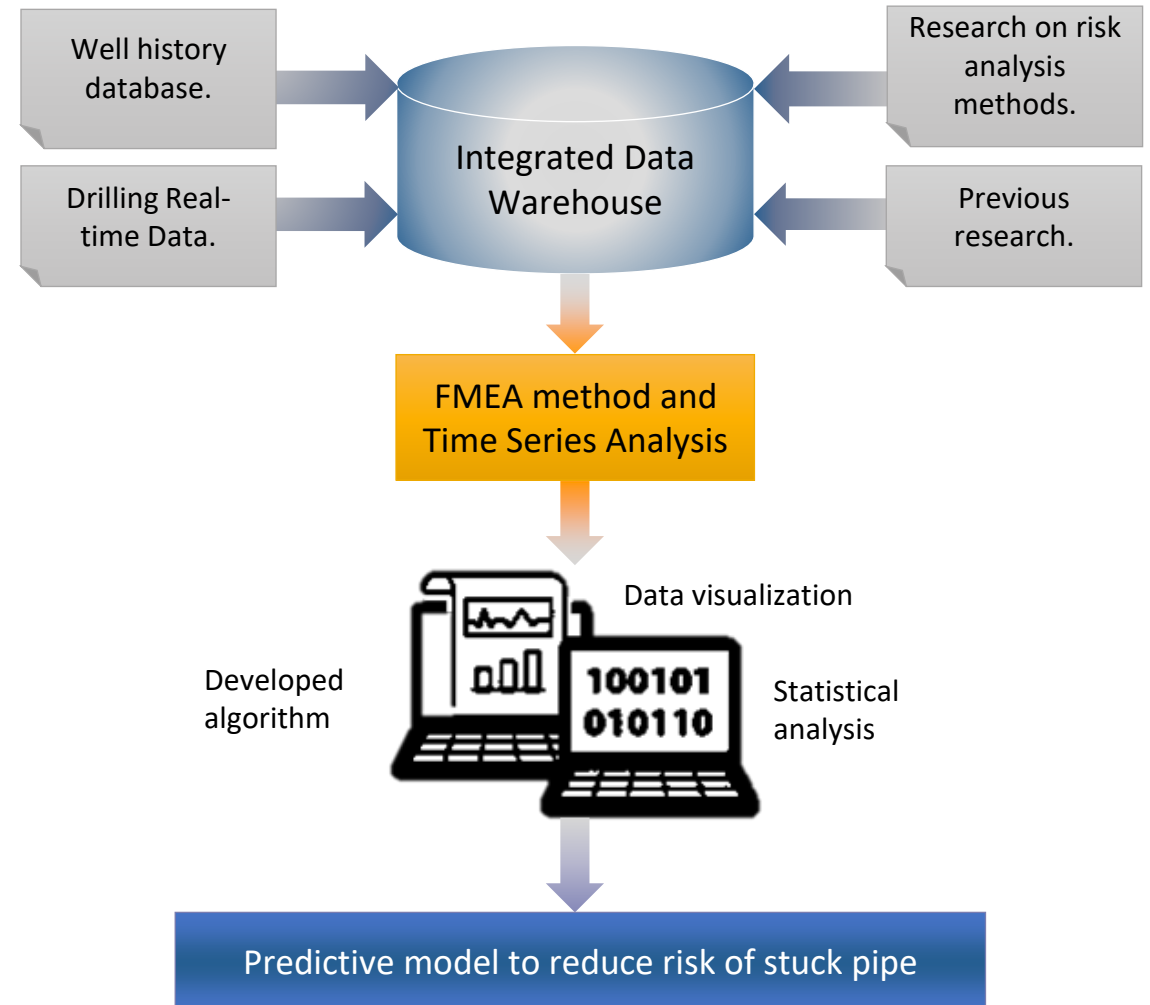 Well history
database.
Research on risk
analysis
methods.
Integrated Data
Warehouse
Drilling Real-
time Data.
Previous
research.
FMEA method and
Time Series Analysis
Data visualization
Developed
algorithm
100101
010110
Statistical
analysis
Predictive model to reduce risk of stuck pipe